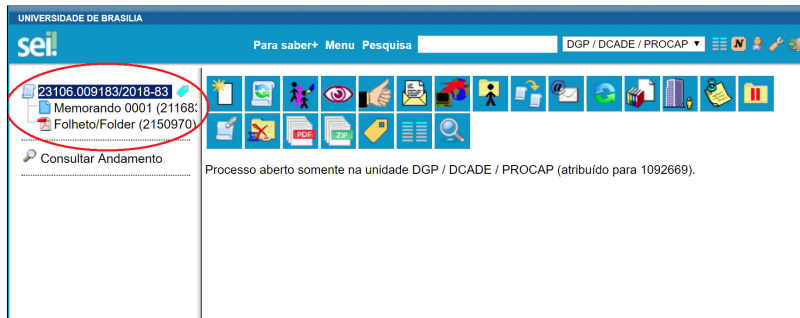 UNIVERSIDADE DE BRASILIA
sei!
Para saber+ Menu Pesquisa DGP / DCADE / PROCAP
N
23106.009183/2018-83
Memorando 0001 (21168
Folheto/Folder (2150970)
Consultar Andamento
PDF
ZIP
Processo aberto somente na unidade DGP / DCADE / PROCAP (atribuído para 1092669).